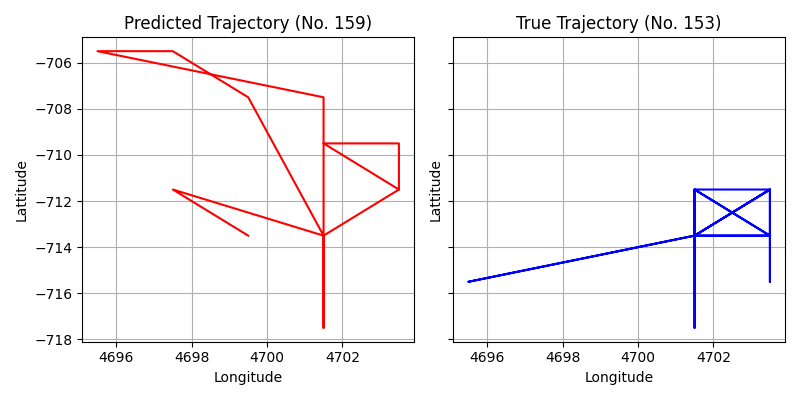 Predicted Trajectory (No. 159)
True Trajectory (No. 153)
Lattitude
−706
−708
−710
−712
−714
−716
−718
4696
4698
4700
4702
Longitude
Lattitude
4696
4698
4700
4702
Longitude